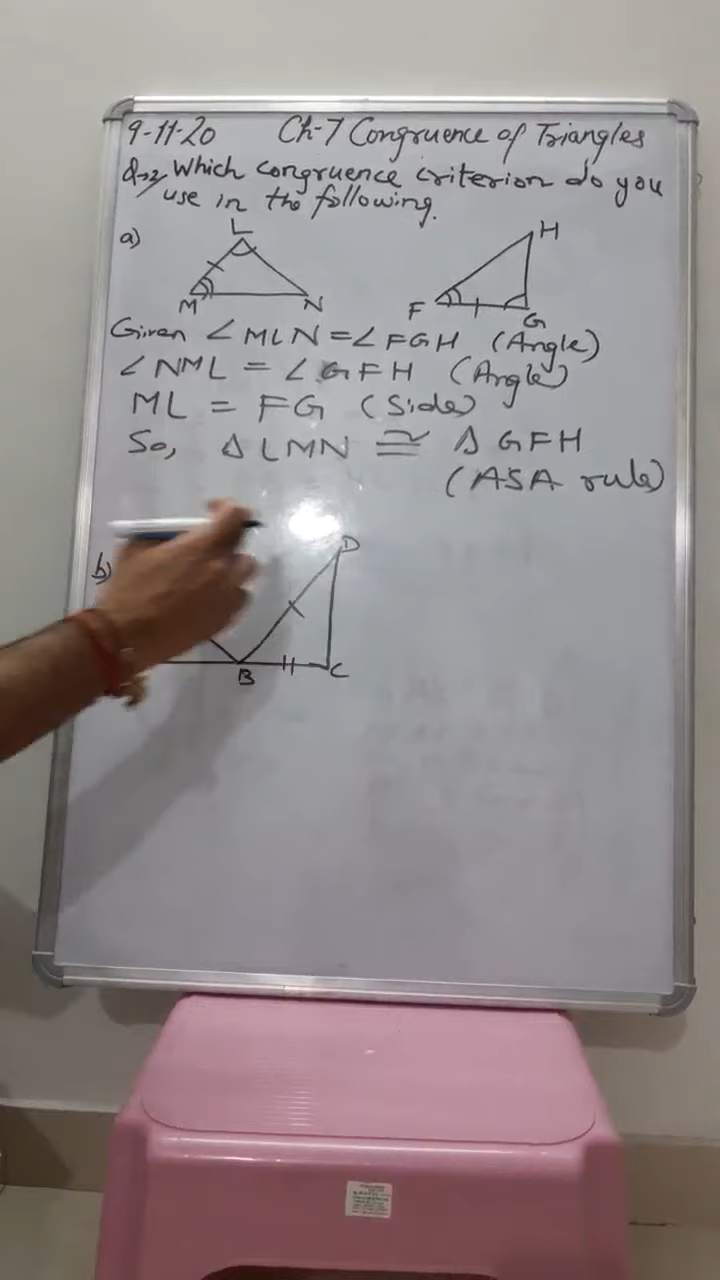 9-11-20 Ch-7 Congruence of Triangles
Q→2, Which congruence criterion do you
use in the following.
a)
L
H
M
N
F
G
Given ∠MLN = ∠FGH (Angle)
∠NML = ∠GFH (Angle)
ML = FG (Side)
So, Δ LMN ≅ Δ GFH
(ASA rule)
b)
D
B
C